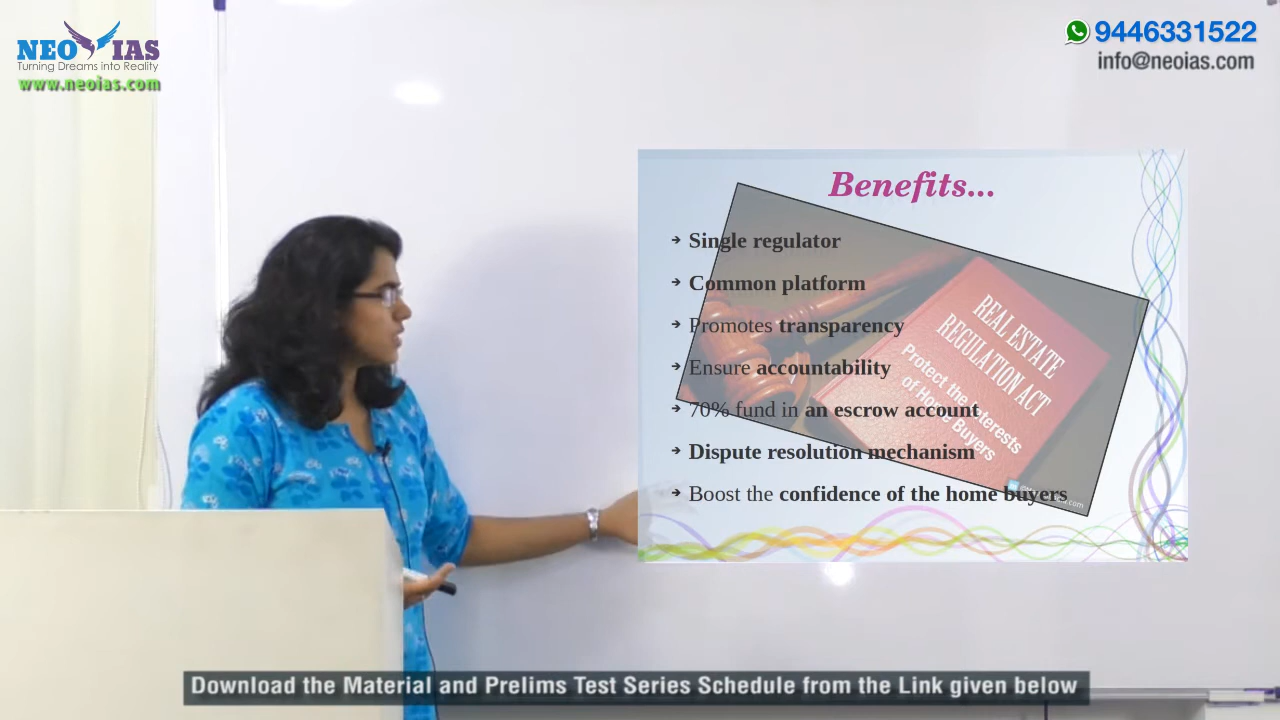 NEO IAS
Turning Dreams into Reality
www.neoias.com
9446331522
info@neoias.com
Benefits...
Single regulator
Common platform
Promotes transparency
Ensure accountability
70% fund in an escrow account
Dispute resolution mechanism
Boost the confidence of the home buyers
REAL ESTATE
REGULATION ACT
Protect the Interests
of Home Buyers
Download the Material and Prelims Test Series Schedule from the Link given below